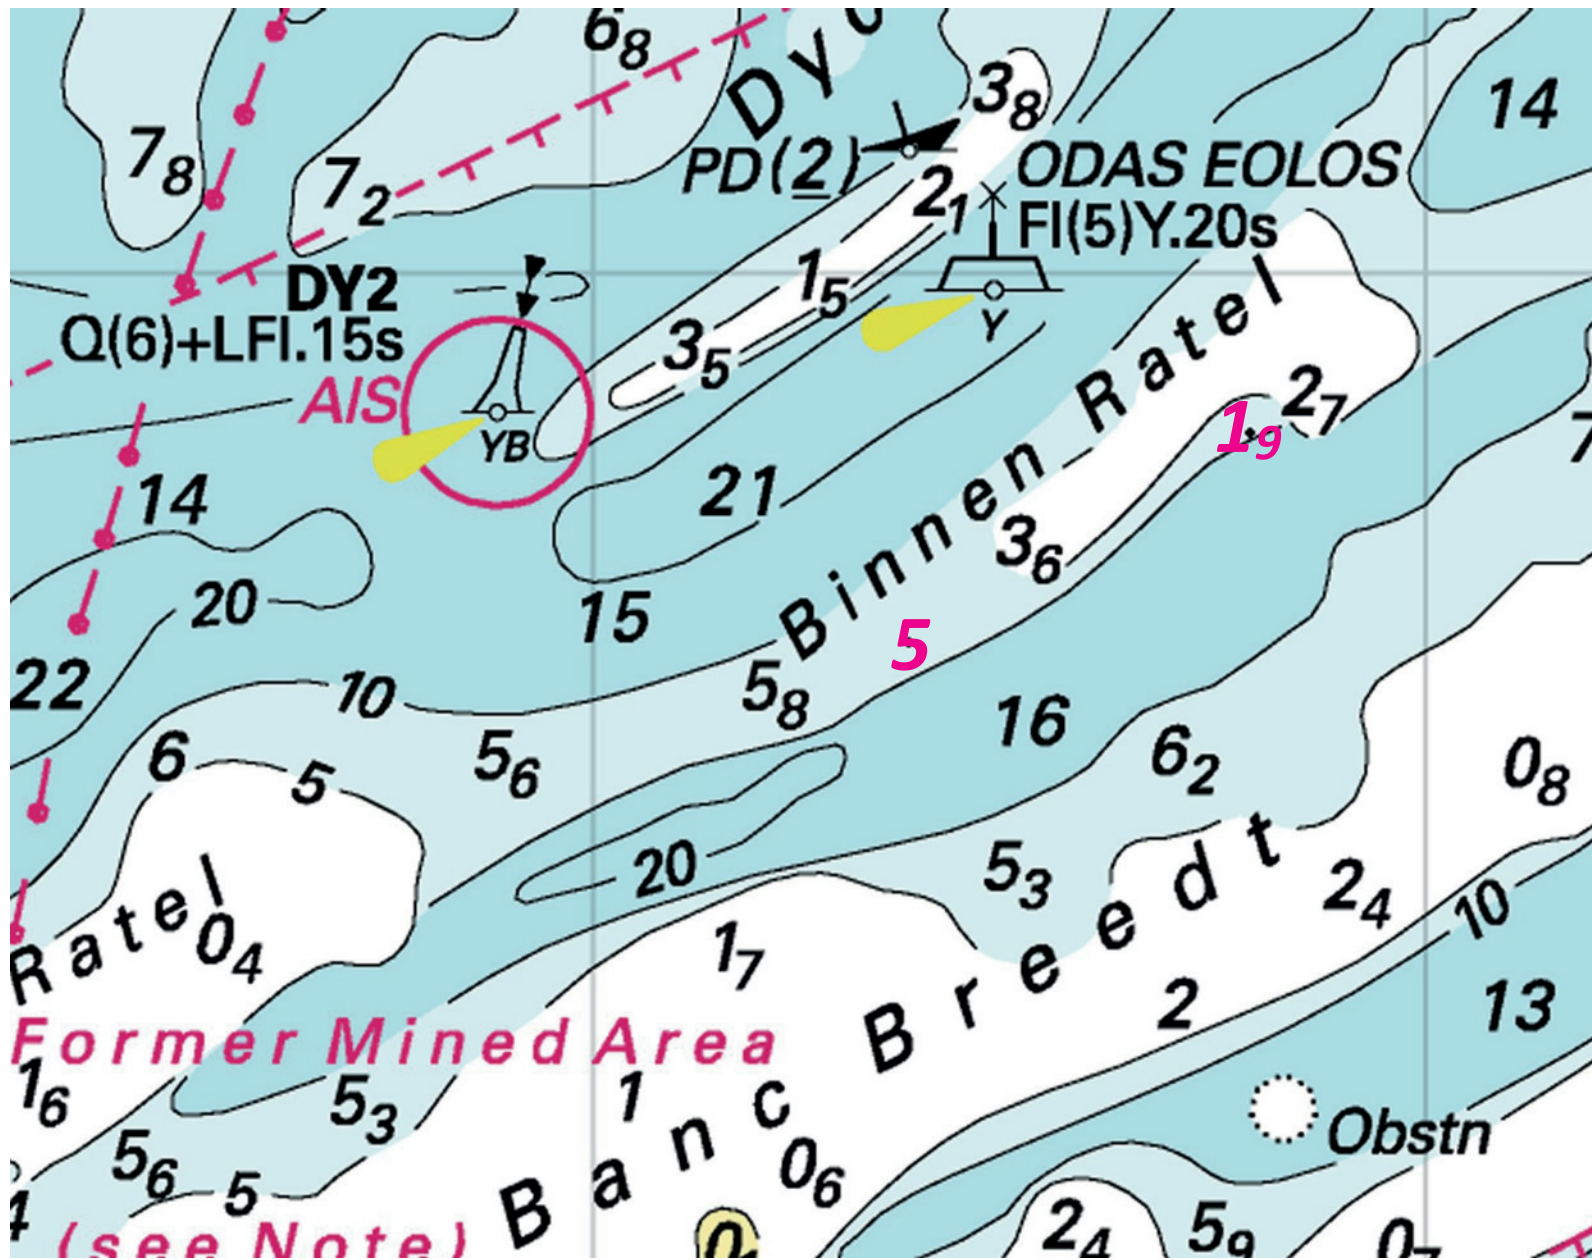 6₈
Dy
3₈
14
7₈
7₂
PD(2)
2₁
ODAS EOLOS
Fl(5)Y.20s
DY2
Q(6)+LFl.15s
AIS
YB
1₅
3₅
Y
Binnen Ratel
2₇
1₉
7
14
21
3₆
20
15
5
22
10
5₈
16
6
5
5₆
6₂
0₈
20
5₃
2₄
10
Ratel
0₄
1₇
2
13
Former Mined Area
1₆
5₃
1
Banc Breedt
Obstn
5₆
5
0₆
4
(see Note)
2₄
5₉
0₇